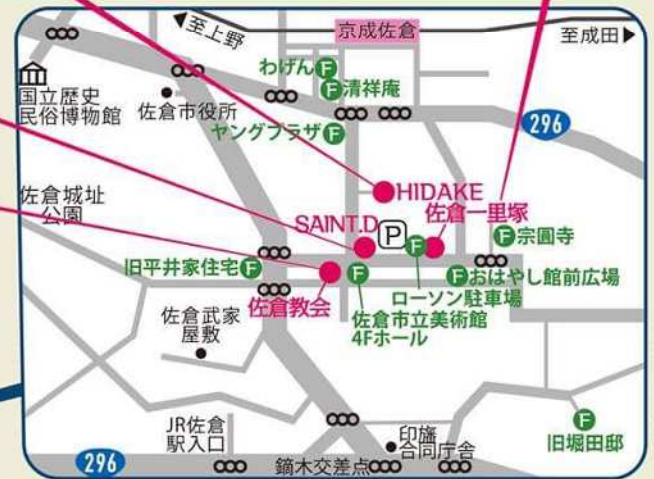 ◀至上野
京成佐倉
至成田▶
わげん F
F 清祥庵
国立歴史
民俗博物館
佐倉市役所
ヤングプラザ F
296
HIDAKE
佐倉城址
公園
SAINT.D
P
佐倉一里塚
F 宗圓寺
F
旧平井家住宅 F
F おはやし館前広場
佐倉教会
F
ローソン駐車場
佐倉市立美術館
4Fホール
佐倉武家
屋敷
F
旧堀田邸
JR佐倉
駅入口
印旛
合同庁舎
296
鏑木交差点